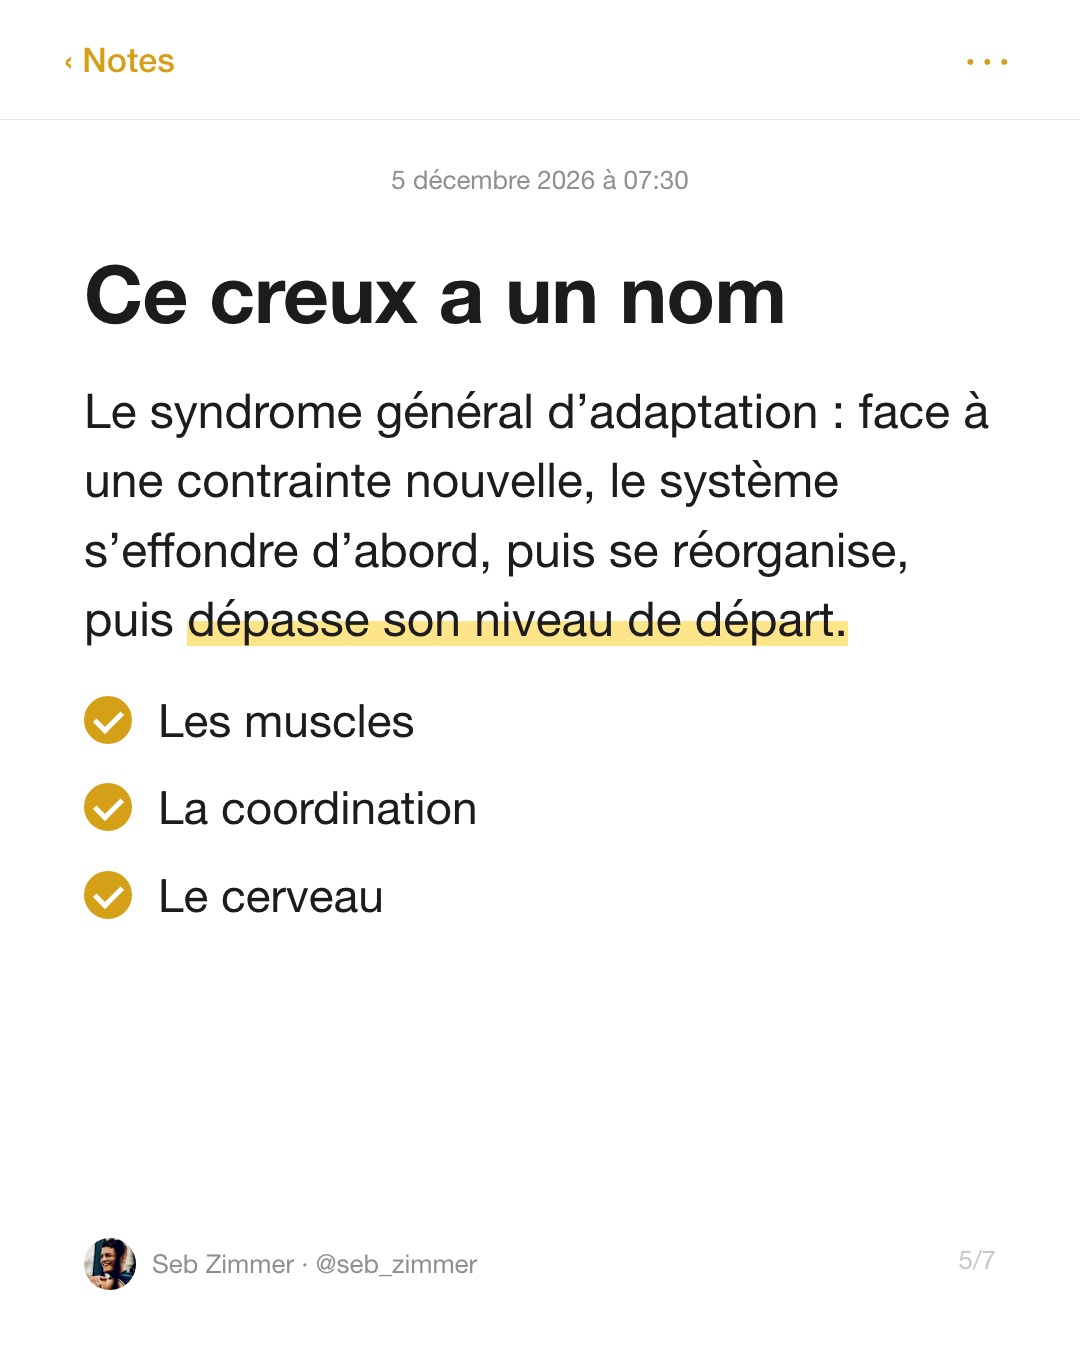 ‹ Notes
...
5 décembre 2026 à 07:30
Ce creux a un nom
Le syndrome général d’adaptation : face à
une contrainte nouvelle, le système
s’effondre d’abord, puis se réorganise,
puis dépasse son niveau de départ.
Les muscles
La coordination
Le cerveau
Seb Zimmer · @seb_zimmer
5/7